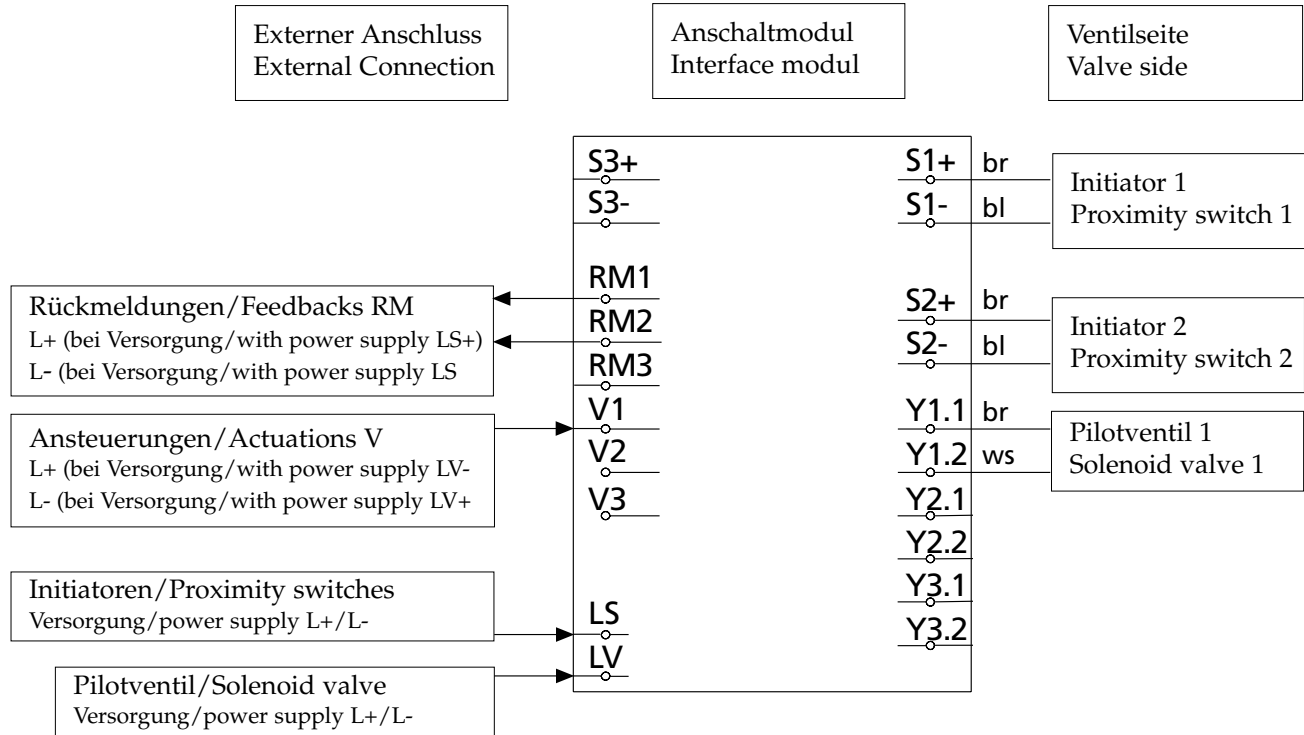 Externer Anschluss
External Connection
Anschaltmodul
Interface modul
Ventilseite
Valve side
S3+
S3-
RM1
RM2
RM3
V1
V2
V3
LS
LV
S1+ br
S1- bl
S2+ br
S2- bl
Y1.1 br
Y1.2 ws
Y2.1
Y2.2
Y3.1
Y3.2
Rückmeldungen/Feedbacks RM
L+ (bei Versorgung/with power supply LS+)
L- (bei Versorgung/with power supply LS
Ansteuerungen/Actuations V
L+ (bei Versorgung/with power supply LV-
L- (bei Versorgung/with power supply LV+
Initiatoren/Proximity switches
Versorgung/power supply L+/L-
Pilotventil/Solenoid valve
Versorgung/power supply L+/L-
Initiator 1
Proximity switch 1
Initiator 2
Proximity switch 2
Pilotventil 1
Solenoid valve 1